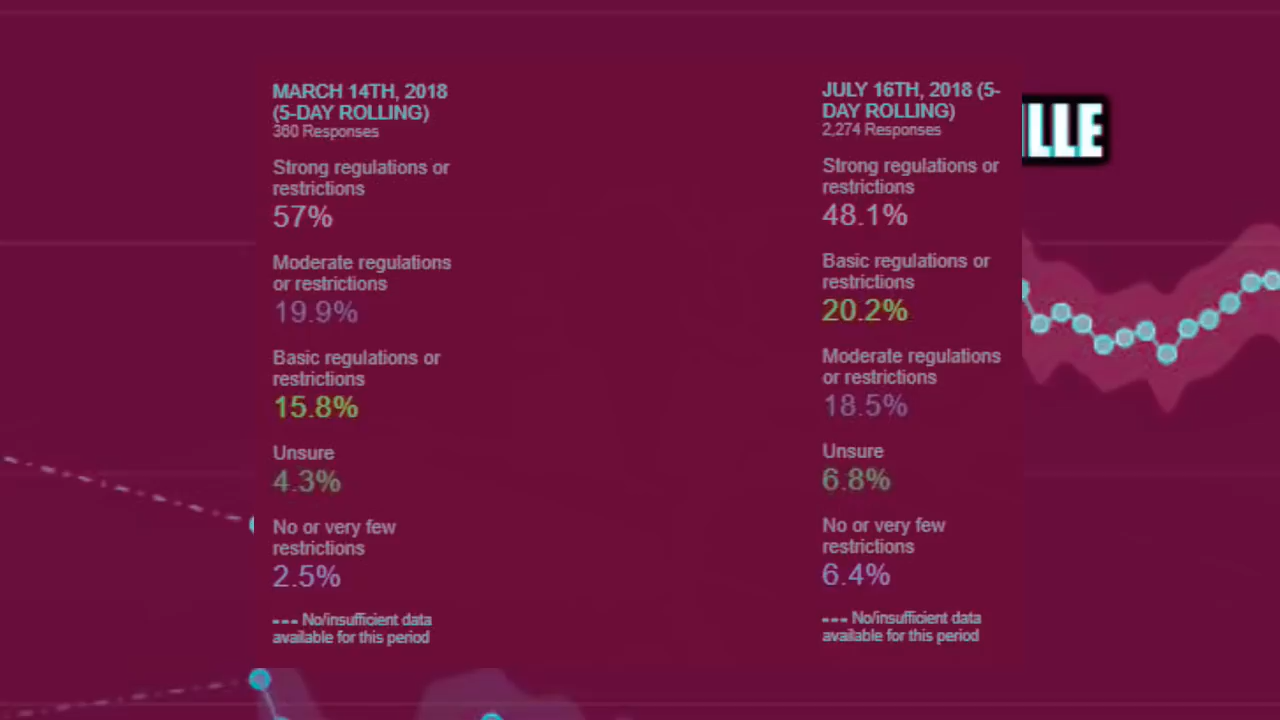 MARCH 14TH, 2018
(5-DAY ROLLING)
360 Responses
Strong regulations or
restrictions
57%
Moderate regulations
or restrictions
19.9%
Basic regulations or
restrictions
15.8%
Unsure
4.3%
No or very few
restrictions
2.5%
--- No/insufficient data
available for this period
JULY 16TH, 2018 (5-
DAY ROLLING)
2,274 Responses
Strong regulations or
restrictions
48.1%
Basic regulations or
restrictions
20.2%
Moderate regulations
or restrictions
18.5%
Unsure
6.8%
No or very few
restrictions
6.4%
--- No/insufficient data
available for this period
ILLE